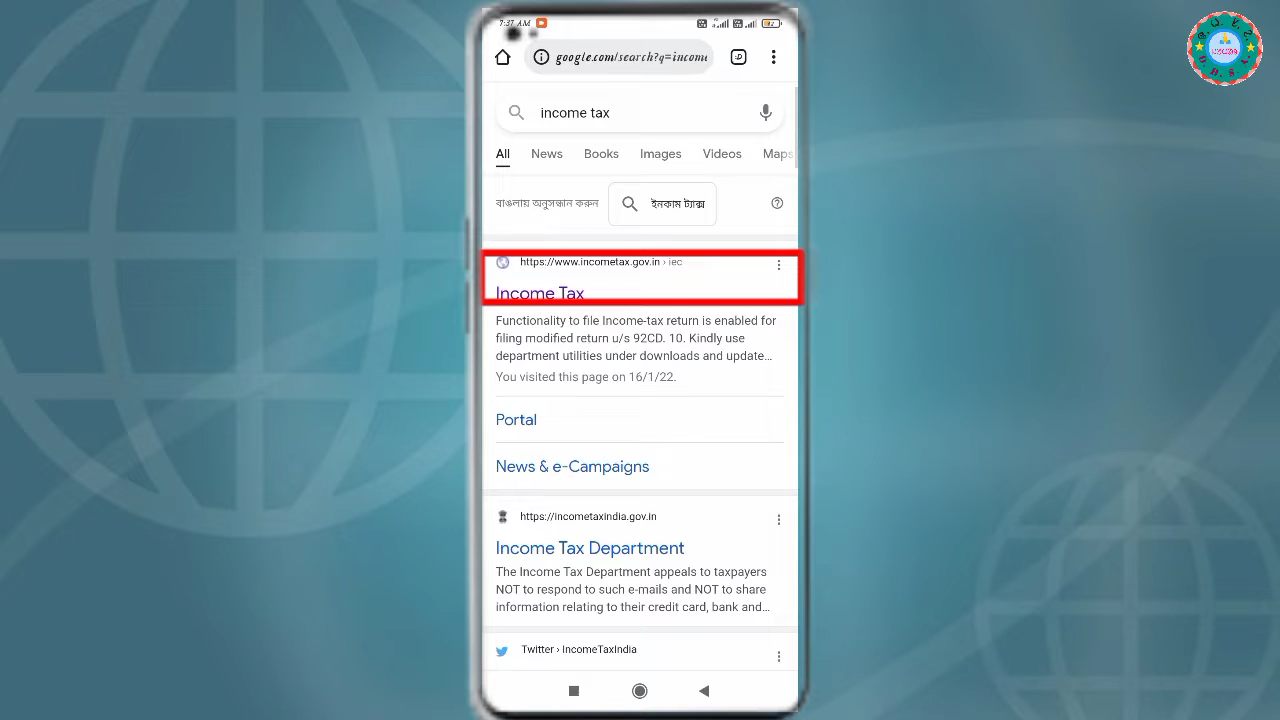 7:37 AM
google.com/search?q=income
income tax
All News Books Images Videos Maps
বাঙলায় অনুসন্ধান করুন ইনকাম ট্যাক্স
https://www.incometax.gov.in › iec
Income Tax
Functionality to file Income-tax return is enabled for
filing modified return u/s 92CD. 10. Kindly use
department utilities under downloads and update...
You visited this page on 16/1/22.
Portal
News & e-Campaigns
https://incometaxindia.gov.in
Income Tax Department
The Income Tax Department appeals to taxpayers
NOT to respond to such e-mails and NOT to share
information relating to their credit card, bank and...
Twitter › IncomeTaxIndia